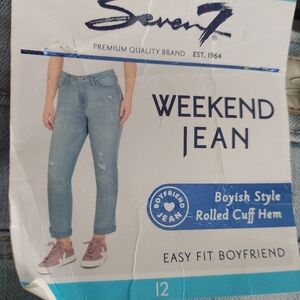 Seven7
PREMIUM QUALITY BRAND EST. 1964
WEEKEND
JEAN
BOYFRIEND
JEAN
Boyish Style
Rolled Cuff Hem
EASY FIT BOYFRIEND
12